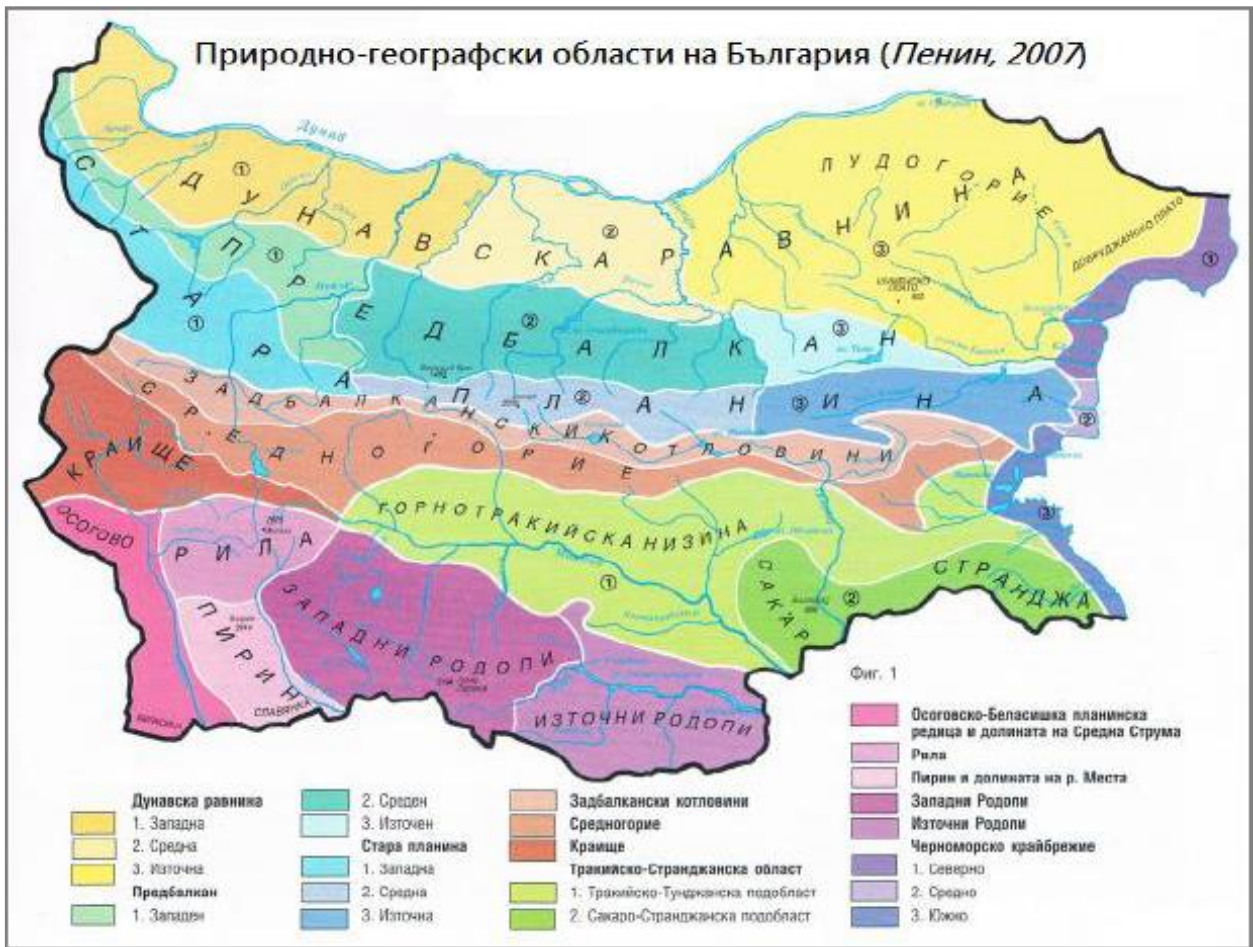 Природно-географски области на България (Пенин, 2007)
Дунав
ЛУДОГОРИЕ
ДУНАВСКА РАВНИНА
ДОБРУДЖАНСКО ПЛАТО
ПРЕДБАЛКАН
СТАРА ПЛАНИНА
ЗАДБАЛКАНСКИ КОТЛОВИНИ
СРЕДНОГОРИЕ
КРАИЩЕ
ОСОГОВО
РИЛА
ГОРНОТРАКИЙСКА НИЗИНА
САКАР
СТРАНДЖА
ПИРИН
СЛАВЯНКА
ЗАПАДНИ РОДОПИ
ИЗТОЧНИ РОДОПИ
Фиг. 1
Дунавска равнина
1. Западна
2. Средна
3. Източна
Предбалкан
1. Западен
2. Среден
3. Източен
Стара планина
1. Западна
2. Средна
3. Източна
Задбалкански котловини
Средногорие
Краище
Тракийско-Странджанска област
1. Тракийско-Тунджанска подобласт
2. Сакаро-Странджанска подобласт
Осоговско-Беласишка планинска
редица и долината на Средна Струма
Рила
Пирин и долината на р. Места
Западни Родопи
Източни Родопи
Черноморско крайбрежие
1. Северно
2. Средно
3. Южно